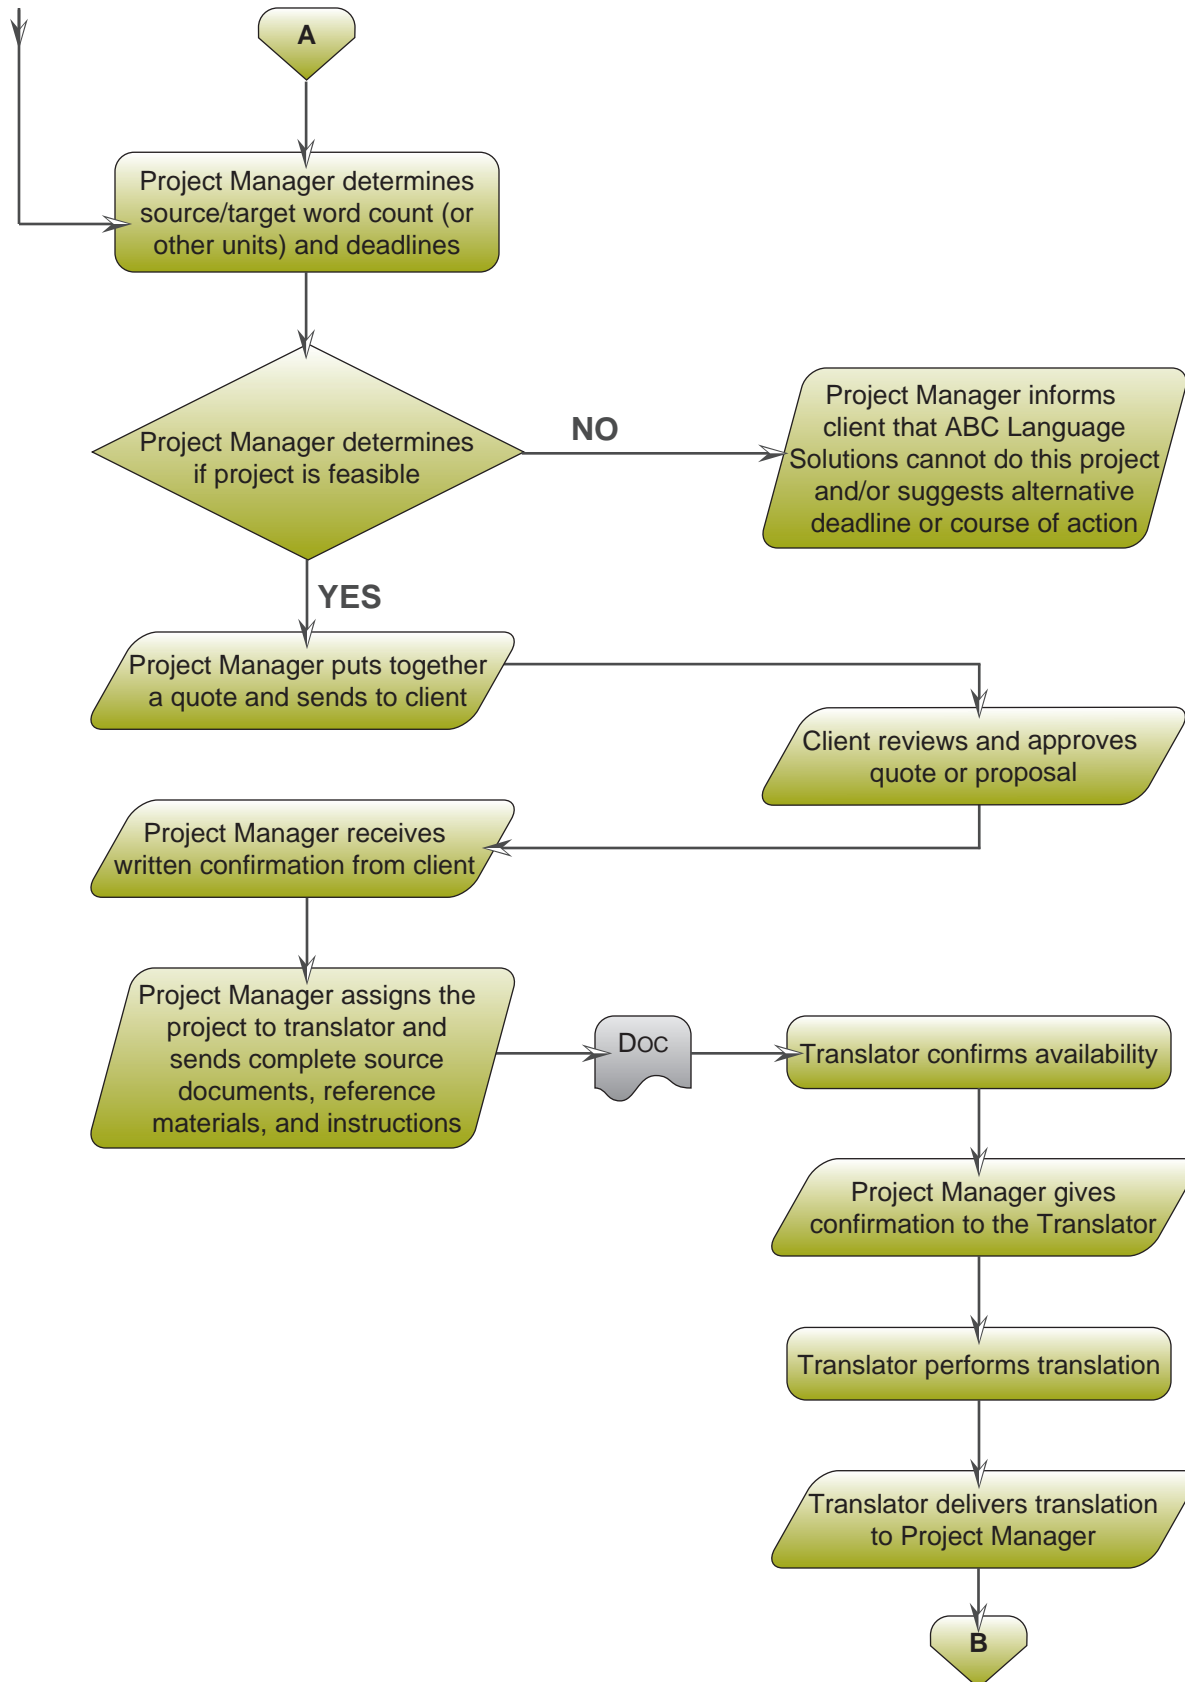 A
Project Manager determines
source/target word count (or
other units) and deadlines
Project Manager determines
if project is feasible
NO
Project Manager informs
client that ABC Language
Solutions cannot do this project
and/or suggests alternative
deadline or course of action
YES
Project Manager puts together
a quote and sends to client
Client reviews and approves
quote or proposal
Project Manager receives
written confirmation from client
Project Manager assigns the
project to translator and
sends complete source
documents, reference
materials, and instructions
DOC
Translator confirms availability
Project Manager gives
confirmation to the Translator
Translator performs translation
Translator delivers translation
to Project Manager
B